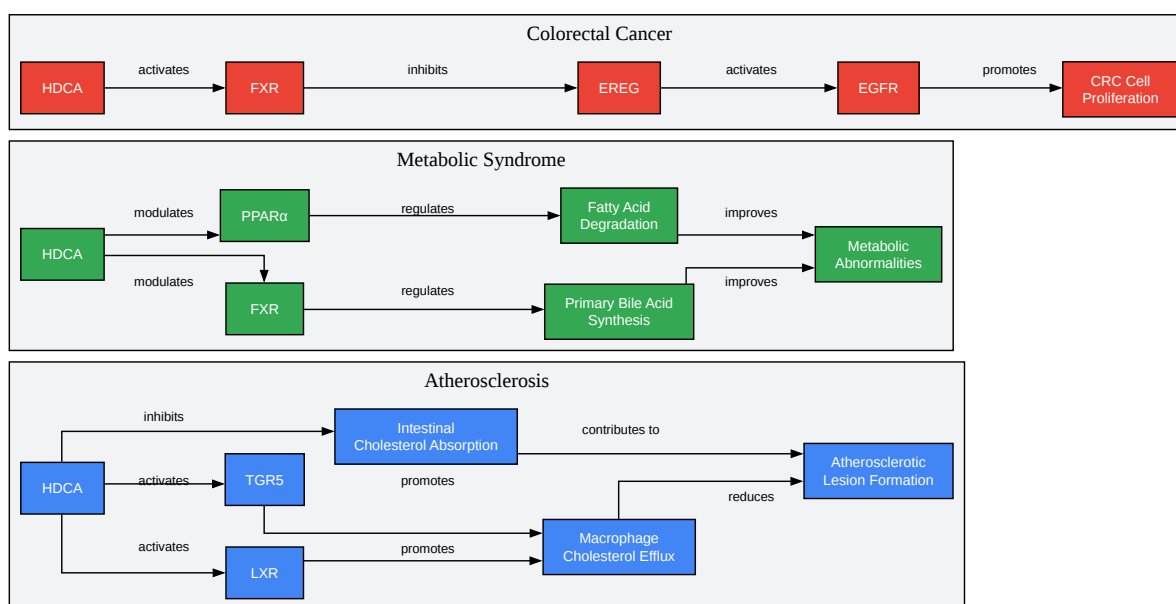 Colorectal Cancer
HDCA
activates
FXR
inhibits
EREG
activates
EGFR
promotes
CRC Cell
Proliferation
Metabolic Syndrome
HDCA
modulates
PPARα
regulates
Fatty Acid
Degradation
improves
Metabolic
Abnormalities
modulates
FXR
regulates
Primary Bile Acid
Synthesis
improves
Atherosclerosis
HDCA
inhibits
Intestinal
Cholesterol Absorption
contributes to
Atherosclerotic
Lesion Formation
activates
TGR5
promotes
reduces
activates
LXR
promotes
Macrophage
Cholesterol Efflux